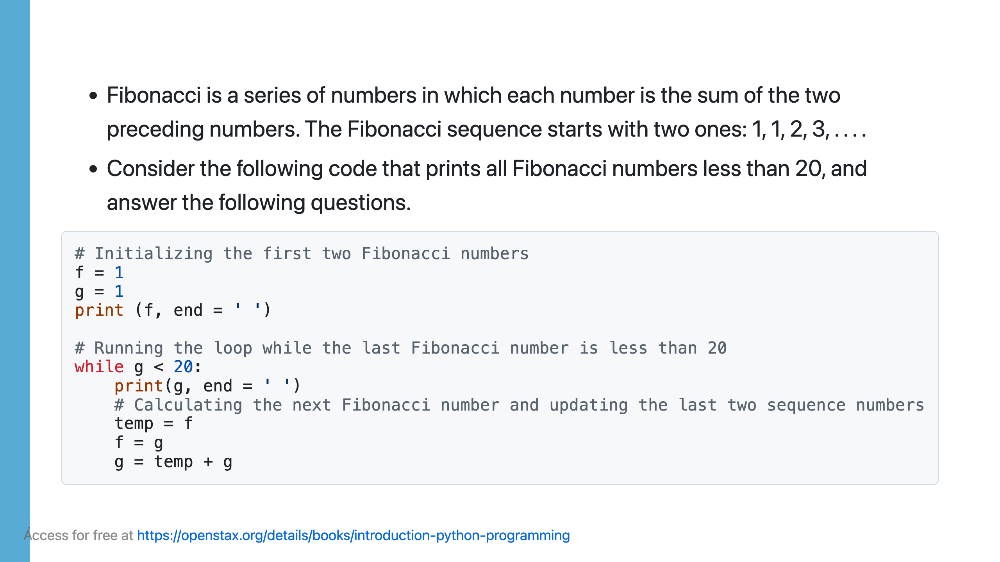 • Fibonacci is a series of numbers in which each number is the sum of the two
preceding numbers. The Fibonacci sequence starts with two ones: 1, 1, 2, 3, . . . .
• Consider the following code that prints all Fibonacci numbers less than 20, and
answer the following questions.
# Initializing the first two Fibonacci numbers
f = 1
g = 1
print (f, end = ' ')
# Running the loop while the last Fibonacci number is less than 20
while g < 20:
    print(g, end = ' ')
    # Calculating the next Fibonacci number and updating the last two sequence numbers
    temp = f
    f = g
    g = temp + g
Áccess for free at https://openstax.org/details/books/introduction-python-programming